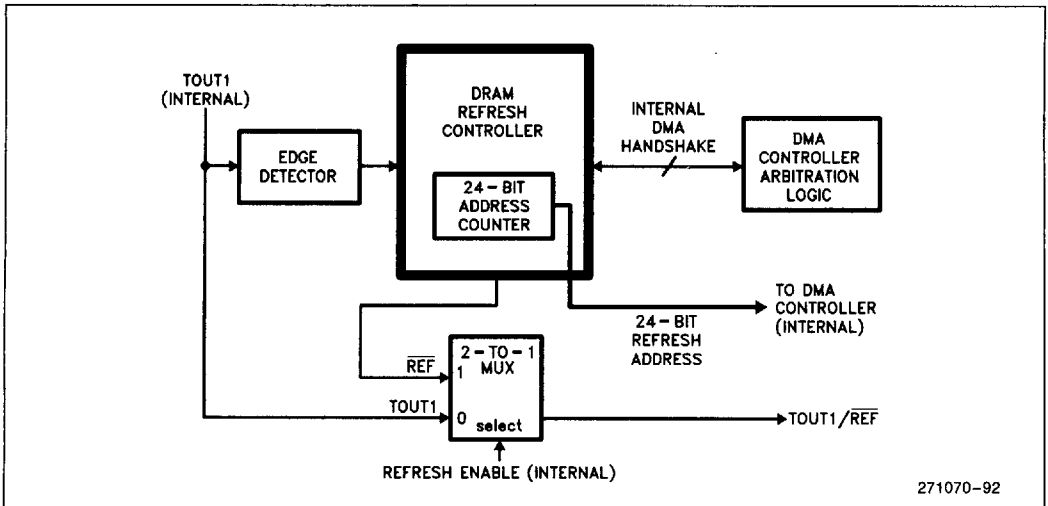 TOUT1
(INTERNAL)
EDGE
DETECTOR
DRAM
REFRESH
CONTROLLER
24-BIT
ADDRESS
COUNTER
INTERNAL
DMA
HANDSHAKE
DMA
CONTROLLER
ARBITRATION
LOGIC
TO DMA
CONTROLLER
(INTERNAL)
24-BIT
REFRESH
ADDRESS
2-TO-1
MUX
REF
1
TOUT1
0
select
TOUT1/REF
REFRESH ENABLE (INTERNAL)
271070-92